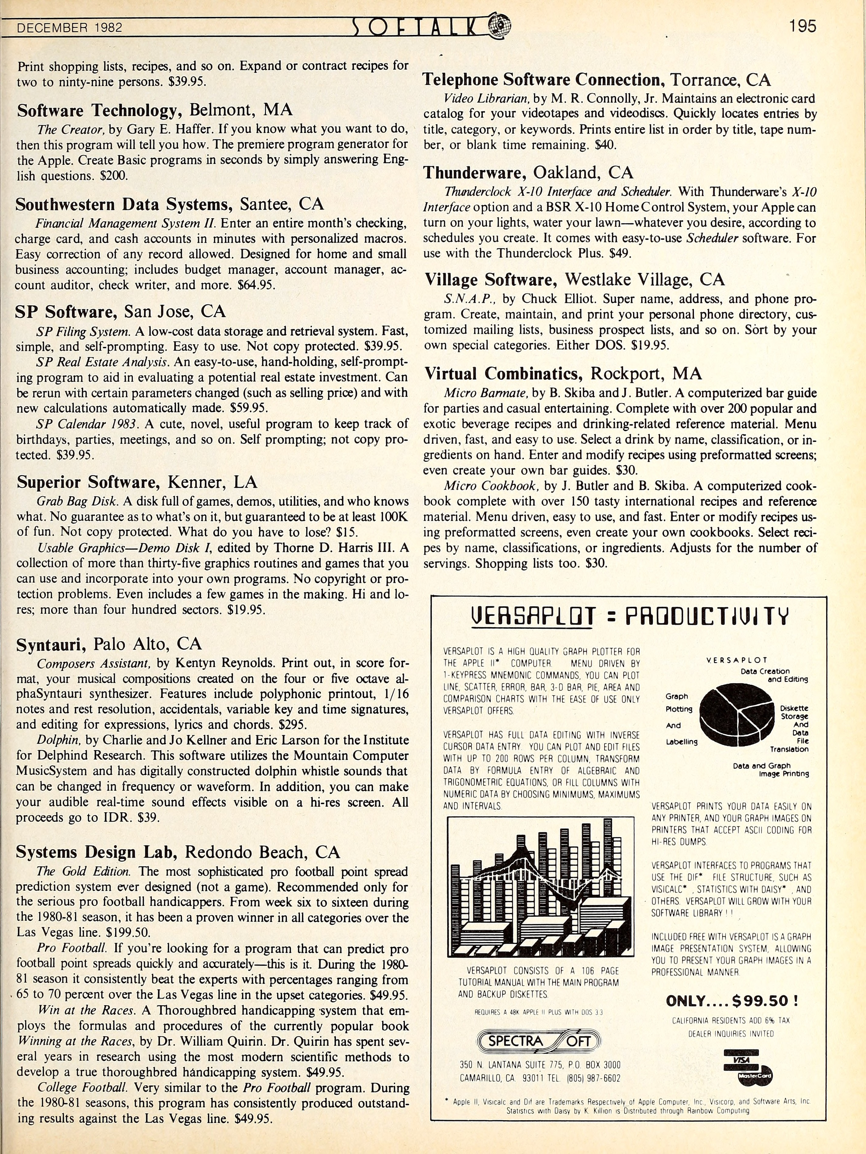 DECEMBER 1982
SOFTALK
195
Print shopping lists, recipes, and so on. Expand or contract recipes for
two to ninety-nine persons. $39.95.
Software Technology, Belmont, MA
The Creator, by Gary E. Haffer. If you know what you want to do,
then this program will tell you how. The premiere program generator for
the Apple. Create Basic programs in seconds by simply answering Eng-
lish questions. $200.
Southwestern Data Systems, Santee, CA
Financial Management System II. Enter an entire month's checking,
charge card, and cash accounts in minutes with personalized macros.
Easy correction of any record allowed. Designed for home and small
business accounting; includes budget manager, account manager, ac-
count auditor, check writer, and more. $64.95.
SP Software, San Jose, CA
SP Filing System. A low-cost data storage and retrieval system. Fast,
simple, and self-prompting. Easy to use. Not copy protected. $39.95.
SP Real Estate Analysis. An easy-to-use, hand-holding, self-prompt-
ing program to aid in evaluating a potential real estate investment. Can
be rerun with certain parameters changed (such as selling price) and with
new calculations automatically made. $59.95.
SP Calendar 1983. A cute, novel, useful program to keep track of
birthdays, parties, meetings, and so on. Self prompting; not copy pro-
tected. $39.95.
Superior Software, Kenner, LA
Grab Bag Disk. A disk full of games, demos, utilities, and who knows
what. No guarantee as to what's on it, but guaranteed to be at least 100K
of fun. Not copy protected. What do you have to lose? $15.
Usable Graphics—Demo Disk I, edited by Thorne D. Harris III. A
collection of more than thirty-five graphics routines and games that you
can use and incorporate into your own programs. No copyright or pro-
tection problems. Even includes a few games in the making. Hi and lo-
res; more than four hundred sectors. $19.95.
Syntauri, Palo Alto, CA
Composers Assistant, by Kentyn Reynolds. Print out, in score for-
mat, your musical compositions created on the four or five octave al-
phaSyntauri synthesizer. Features include polyphonic printout, 1/16
notes and rest resolution, accidentals, variable key and time signatures,
and editing for expressions, lyrics and chords. $295.
Dolphin, by Charlie and Jo Kellner and Eric Larson for the Institute
for Delphind Research. This software utilizes the Mountain Computer
MusicSystem and has digitally constructed dolphin whistle sounds that
can be changed in frequency or waveform. In addition, you can make
your audible real-time sound effects visible on a hi-res screen. All
proceeds go to IDR. $39.
Systems Design Lab, Redondo Beach, CA
The Gold Edition. The most sophisticated pro football point spread
prediction system ever designed (not a game). Recommended only for
the serious pro football handicappers. From week six to sixteen during
the 1980-81 season, it has been a proven winner in all categories over the
Las Vegas line. $199.50.
Pro Football. If you're looking for a program that can predict pro
football point spreads quickly and accurately—this is it. During the 1980-
81 season it consistently beat the experts with percentages ranging from
65 to 70 percent over the Las Vegas line in the upset categories. $49.95.
Win at the Races. A Thoroughbred handicapping system that em-
ploys the formulas and procedures of the currently popular book
Winning at the Races, by Dr. William Quirin. Dr. Quirin has spent sev-
eral years in research using the most modern scientific methods to
develop a true thoroughbred handicapping system. $49.95.
College Football. Very similar to the Pro Football program. During
the 1980-81 seasons, this program has consistently produced outstand-
ing results against the Las Vegas line. $49.95.
Telephone Software Connection, Torrance, CA
Video Librarian, by M. R. Connolly, Jr. Maintains an electronic card
catalog for your videotapes and videodiscs. Quickly locates entries by
title, category, or keywords. Prints entire list in order by title, tape num-
ber, or blank time remaining. $40.
Thunderware, Oakland, CA
Thunderclock X-10 Interface and Scheduler. With Thunderware's X-10
Interface option and a BSR X-10 Home Control System, your Apple can
turn on your lights, water your lawn—whatever you desire, according to
schedules you create. It comes with easy-to-use Scheduler software. For
use with the Thunderclock Plus. $49.
Village Software, Westlake Village, CA
S.N.A.P., by Chuck Elliot. Super name, address, and phone pro-
gram. Create, maintain, and print your personal phone directory, cus-
tomized mailing lists, business prospect lists, and so on. Sort by your
own special categories. Either DOS. $19.95.
Virtual Combinatics, Rockport, MA
Micro Barmate, by B. Skiba and J. Butler. A computerized bar guide
for parties and casual entertaining. Complete with over 200 popular and
exotic beverage recipes and drinking-related reference material. Menu
driven, fast, and easy to use. Select a drink by name, classification, or in-
gredients on hand. Enter and modify recipes using preformatted screens;
even create your own bar guides. $30.
Micro Cookbook, by J. Butler and B. Skiba. A computerized cook-
book complete with over 150 tasty international recipes and reference
material. Menu driven, easy to use, and fast. Enter or modify recipes us-
ing preformatted screens, even create your own cookbooks. Select reci-
pes by name, classifications, or ingredients. Adjusts for the number of
servings. Shopping lists too. $30.
VERSAPLOT = PRODUCTIVITY
VERSAPLOT IS A HIGH QUALITY GRAPH PLOTTER FOR
THE APPLE II* COMPUTER. MENU DRIVEN BY
1-KEYPRESS MNEMONIC COMMANDS, YOU CAN PLOT
LINE, SCATTER, ERROR, BAR, 3-D BAR, PIE, AREA AND
COMPARISON CHARTS WITH THE EASE OF USE ONLY
VERSAPLOT OFFERS.
VERSAPLOT HAS FULL DATA EDITING WITH INVERSE
CURSOR DATA ENTRY. YOU CAN PLOT AND EDIT FILES
WITH UP TO 200 ROWS PER COLUMN, TRANSFORM
DATA BY FORMULA ENTRY OF ALGEBRAIC AND
TRIGONOMETRIC EQUATIONS, OR FILL COLUMNS WITH
NUMERIC DATA BY CHOOSING MINIMUMS, MAXIMUMS
AND INTERVALS.
VERSAPLOT CONSISTS OF A 106 PAGE
TUTORIAL MANUAL WITH THE MAIN PROGRAM
AND BACKUP DISKETTES.
REQUIRES A 48K APPLE II PLUS WITH DOS 3.3
SPECTRA SOFT
350 N. LANTANA SUITE 775, P.O. BOX 3000
CAMARILLO, CA 93011 TEL. (805) 987-6602
VERSAPLOT
Data Creation
and Editing
Graph
Plotting
And
Labelling
Diskette
Storage
And
Data
File
Translation
Data and Graph
Image Printing
VERSAPLOT PRINTS YOUR DATA EASILY ON
ANY PRINTER, AND YOUR GRAPH IMAGES ON
PRINTERS THAT ACCEPT ASCII CODING FOR
HI-RES DUMPS.
VERSAPLOT INTERFACES TO PROGRAMS THAT
USE THE DIF* FILE STRUCTURE, SUCH AS
VISICALC*, STATISTICS WITH DAISY*, AND
OTHERS. VERSAPLOT WILL GROW WITH YOUR
SOFTWARE LIBRARY!!
INCLUDED FREE WITH VERSAPLOT IS A GRAPH
IMAGE PRESENTATION SYSTEM, ALLOWING
YOU TO PRESENT YOUR GRAPH IMAGES IN A
PROFESSIONAL MANNER.
ONLY.... $99.50 !
CALIFORNIA RESIDENTS ADD 6% TAX
DEALER INQUIRIES INVITED
VISA
MasterCard
* Apple II, Visicalc and Dif are Trademarks Respectively of Apple Computer, Inc., Visicorp, and Software Arts, Inc.
Statistics with Daisy by K. Killion is Distributed through Rainbow Computing